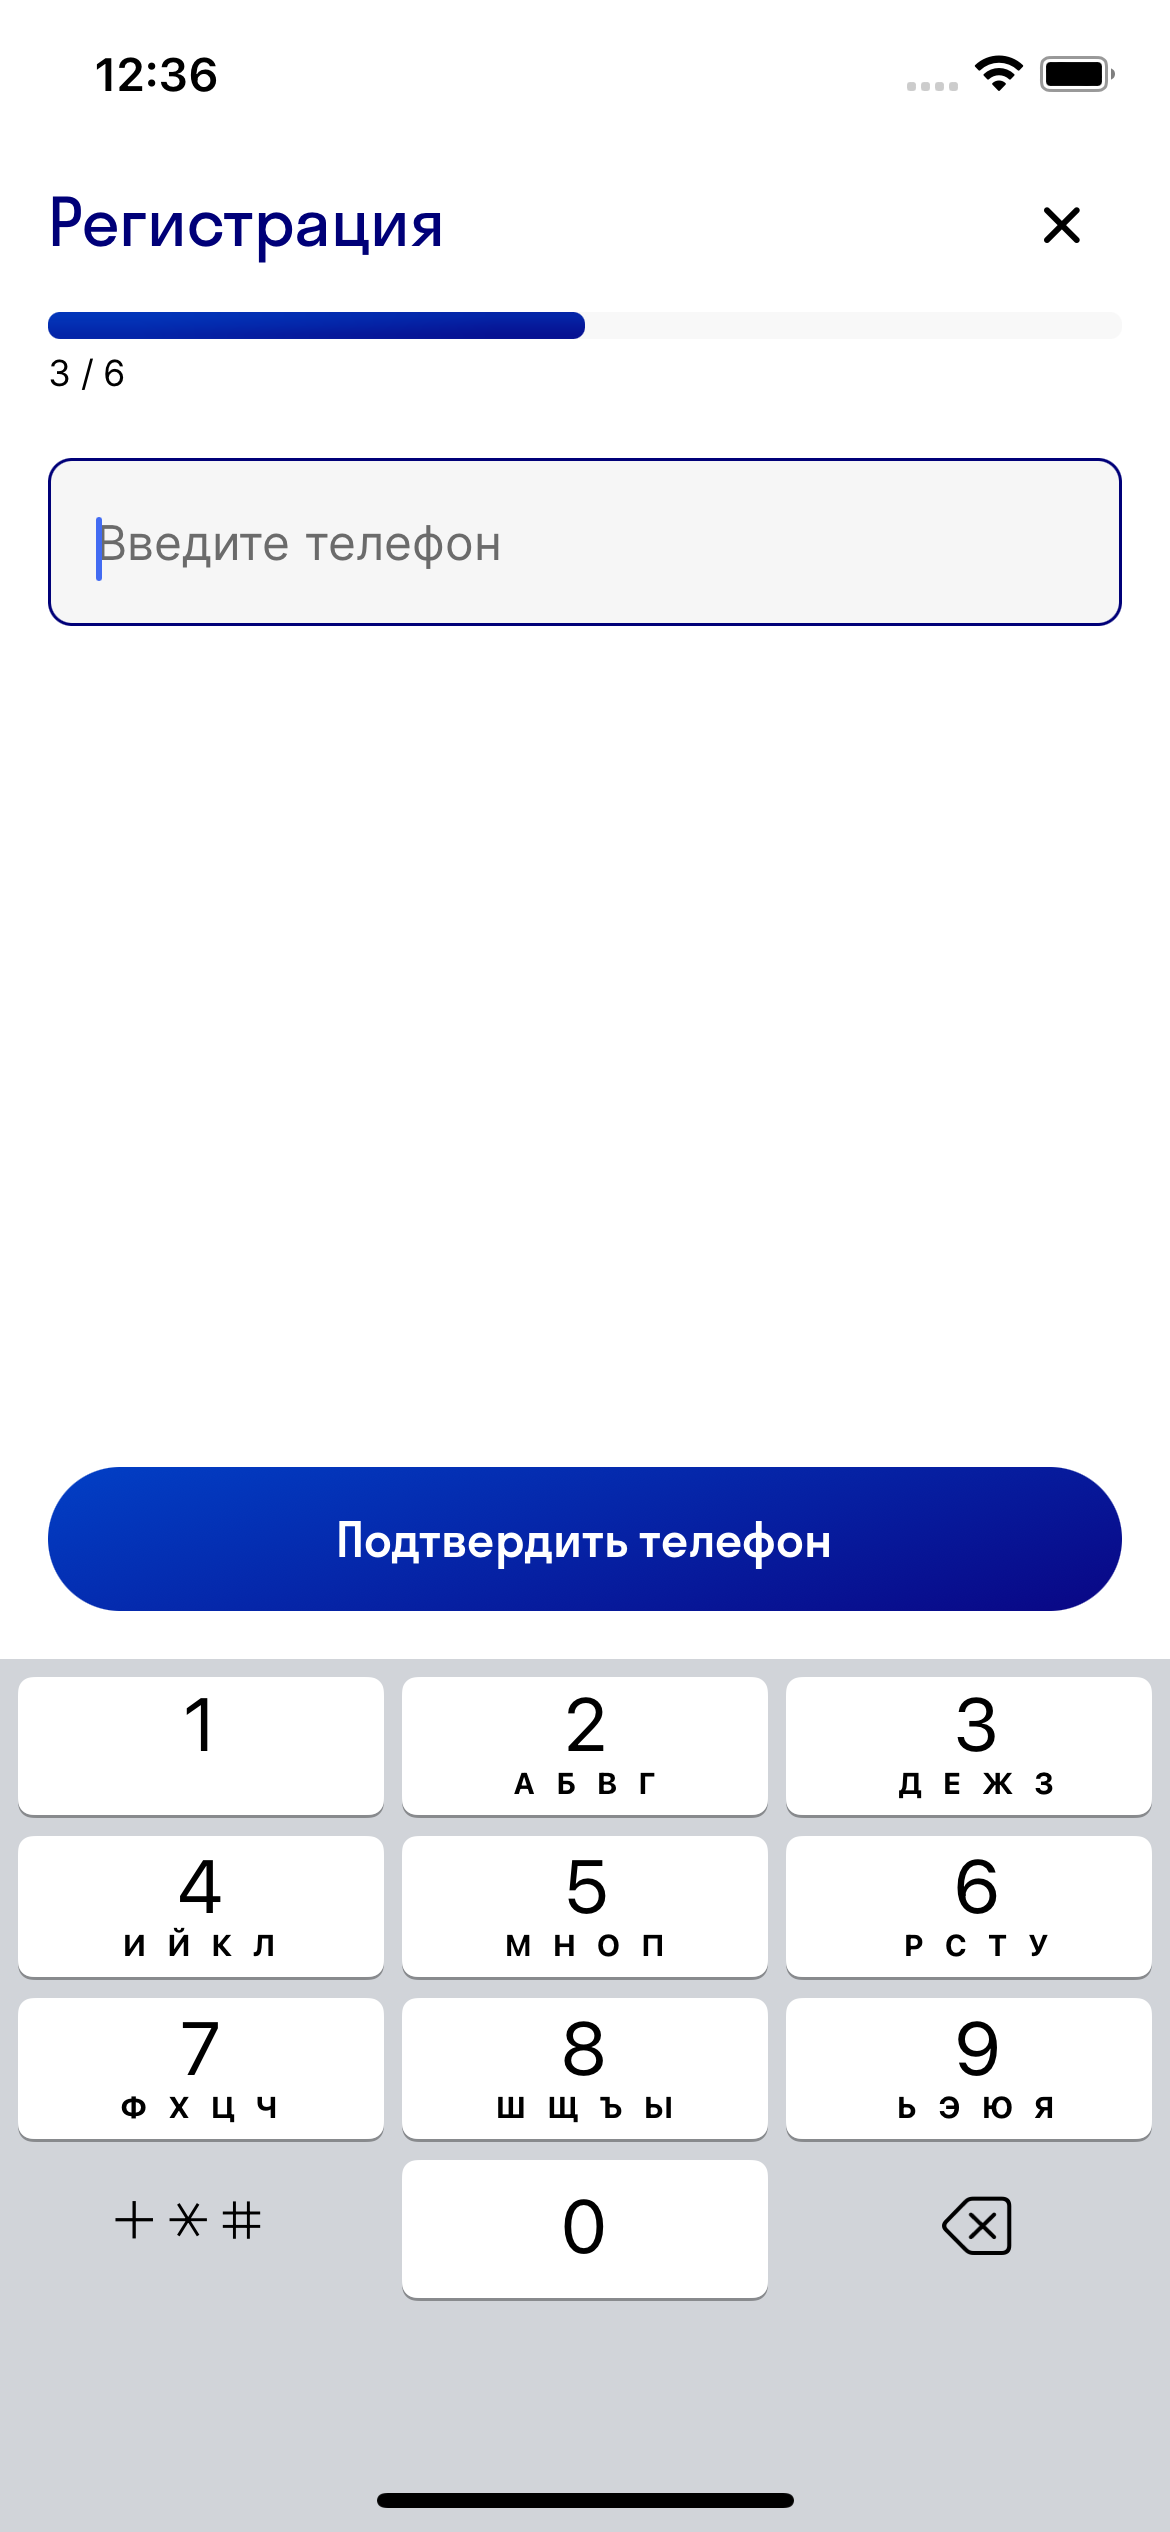 12:36
Регистрация
3 / 6
Введите телефон
Подтвердить телефон
1
2
А Б В Г
3
Д Е Ж З
4
И Й К Л
5
М Н О П
6
Р С Т У
7
Ф Х Ц Ч
8
Ш Щ Ъ Ы
9
Ь Э Ю Я
+ * #
0